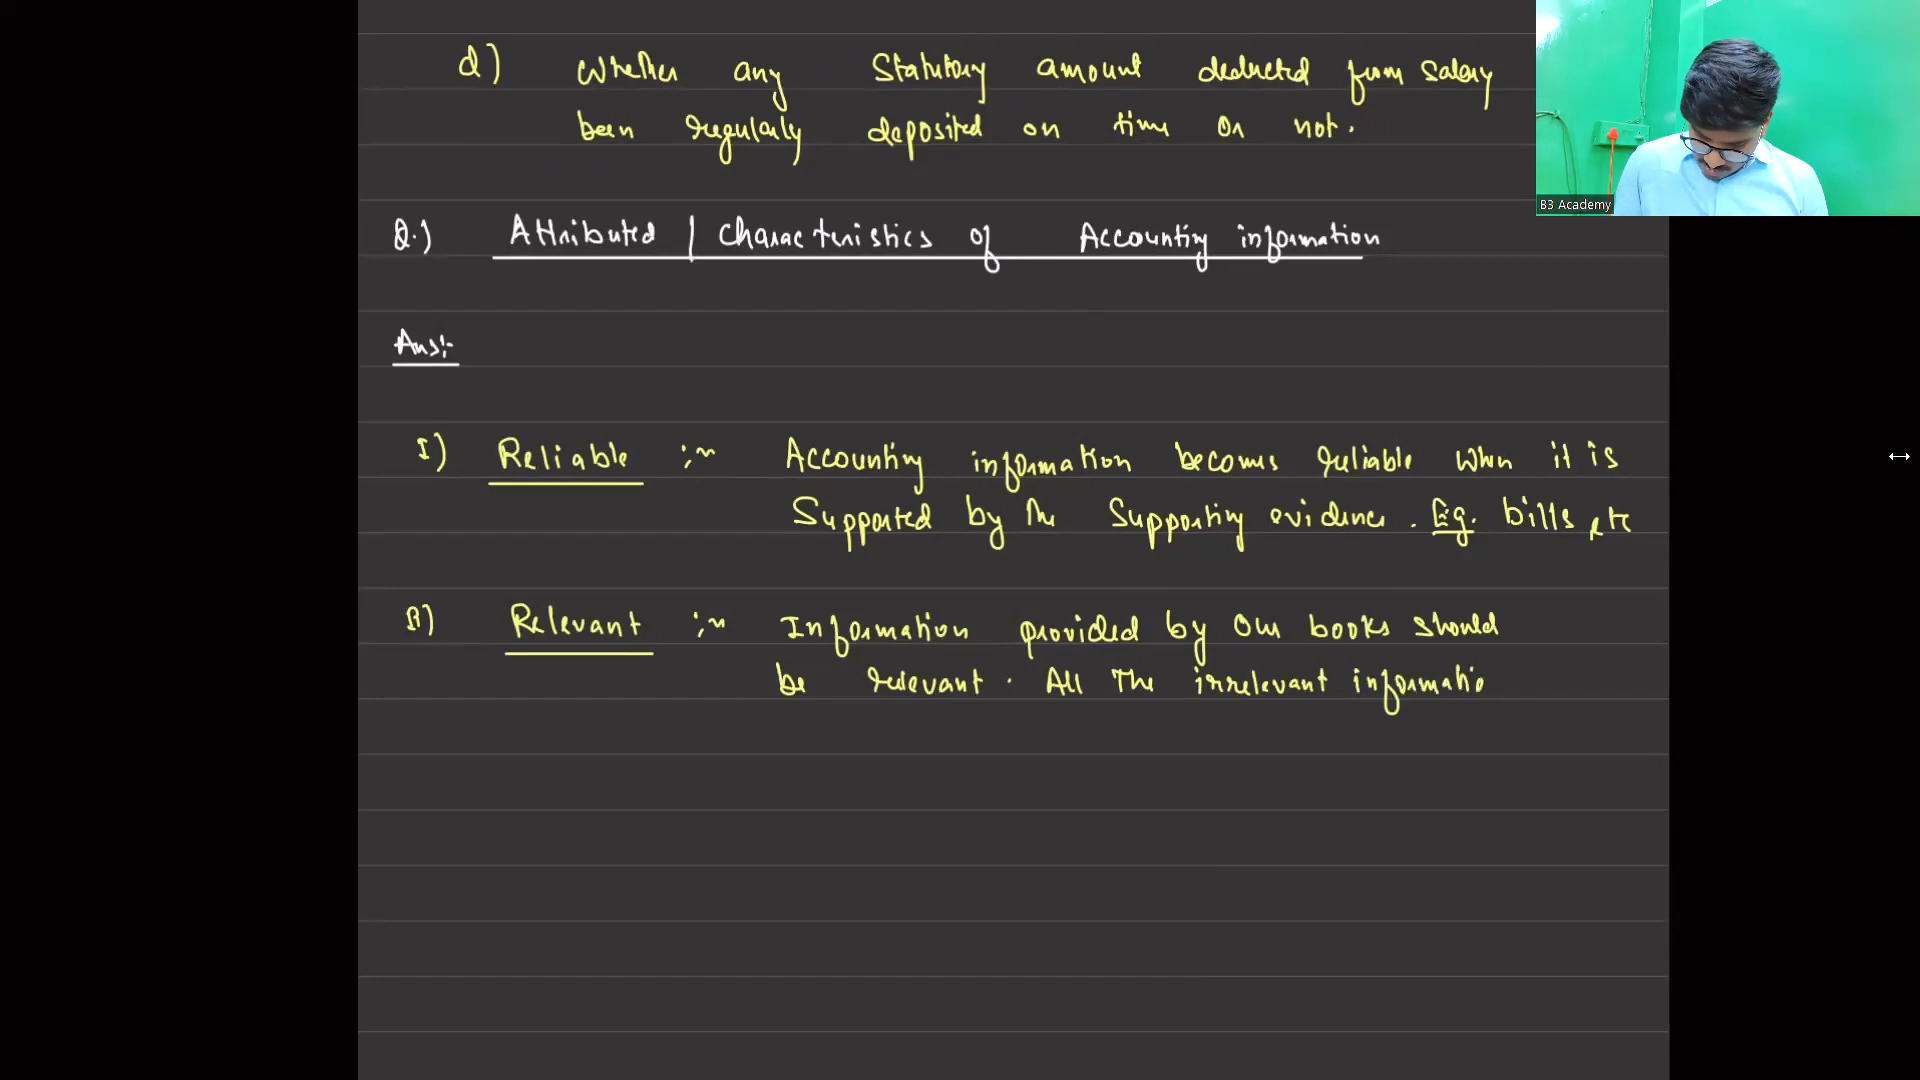 d) Whether any Statutory amount deducted from salary
been regularly deposited on time or not.
B3 Academy
Q.) Attributed / characteristics of Accounting information
Ans:-
I) Reliable :~ Accounting information becomes reliable when it is
Supported by the Supporting evidence. Eg. bills, etc
II) Relevant :~ Information provided by our books should
be relevant. All the irrelevant informatio